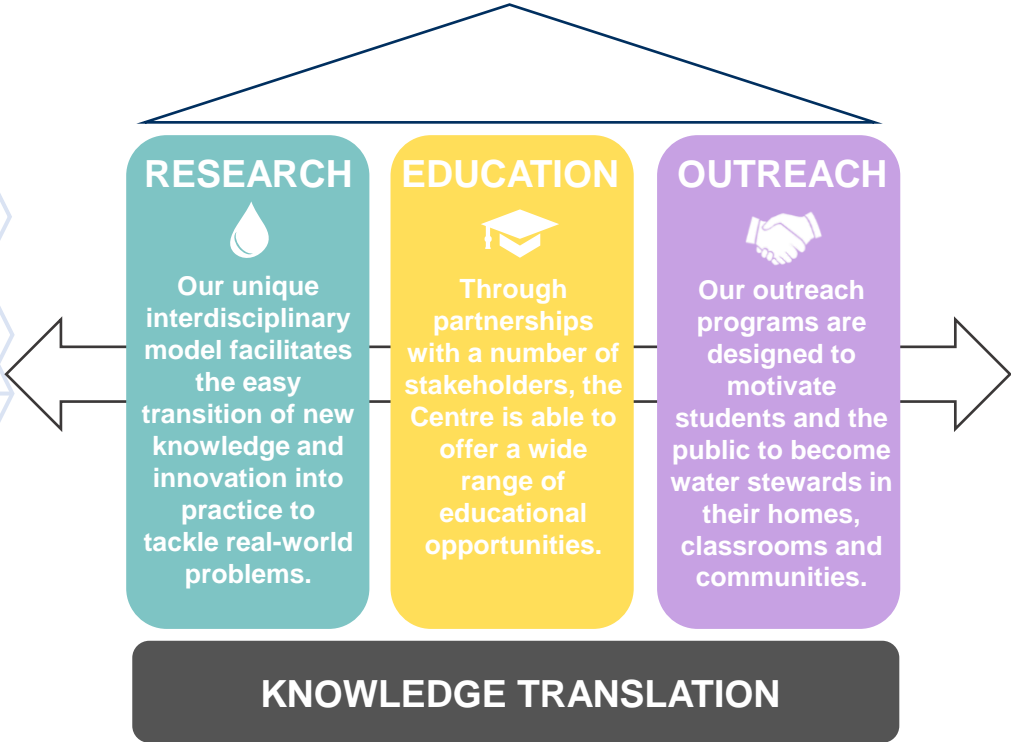 RESEARCH
Our unique
interdisciplinary
model facilitates
the easy
transition of new
knowledge and
innovation into
practice to
tackle real-world
problems.
EDUCATION
Through
partnerships
with a number of
stakeholders, the
Centre is able to
offer a wide
range of
educational
opportunities.
OUTREACH
Our outreach
programs are
designed to
motivate
students and the
public to become
water stewards in
their homes,
classrooms and
communities.
KNOWLEDGE TRANSLATION